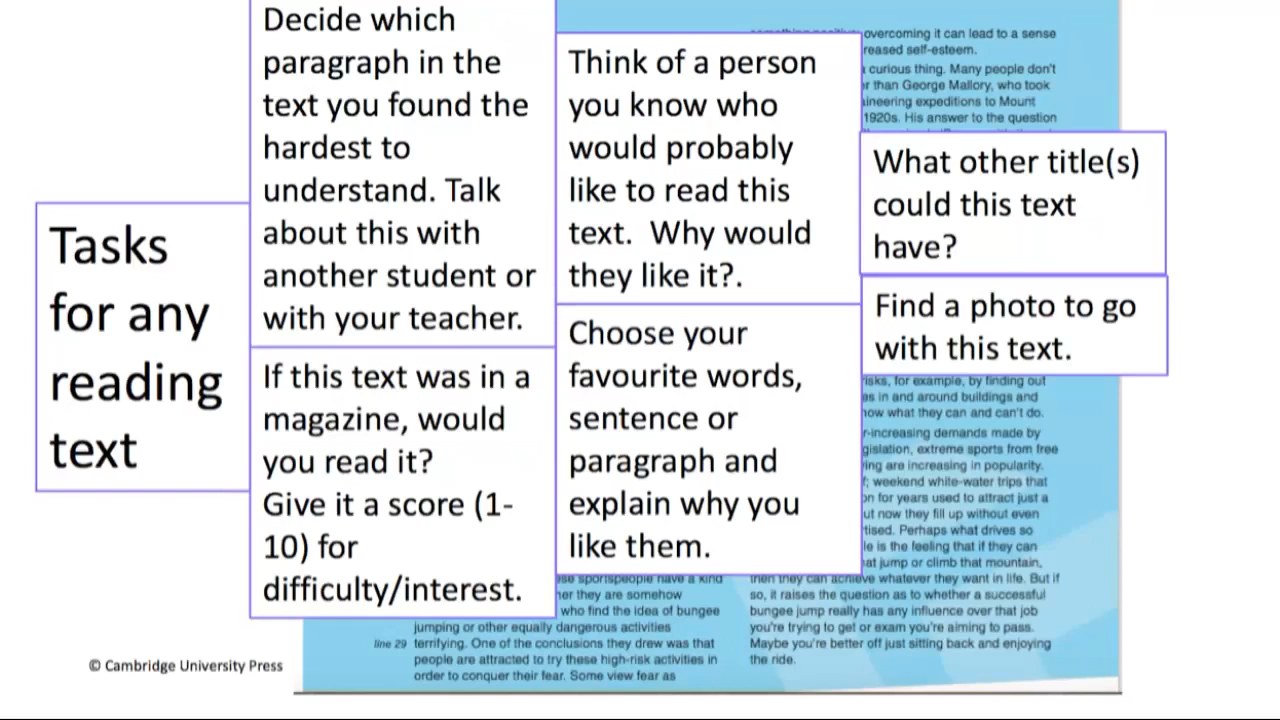 Tasks
for any
reading
text
Decide which
paragraph in the
text you found the
hardest to
understand. Talk
about this with
another student or
with your teacher.
If this text was in a
magazine, would
you read it?
Give it a score (1-
10) for
difficulty/interest.
Think of a person
you know who
would probably
like to read this
text.  Why would
they like it?.
Choose your
favourite words,
sentence or
paragraph and
explain why you
like them.
What other title(s)
could this text
have?
Find a photo to go
with this text.
overcoming it can lead to a sense
reased self-esteem.
curious thing. Many people don't
r than George Mallory, who took
ineering expeditions to Mount
1920s. His answer to the question
isks, for example, by finding out
es in and around buildings and
now what they can and can't do.
r-increasing demands made by
gislation, extreme sports from free
ing are increasing in popularity.
; weekend white-water trips that
on for years used to attract just a
ut now they fill up without even
tised. Perhaps what drives so
le is the feeling that if they can
at jump or climb that mountain,
then they can achieve whatever they want in life. But if
so, it raises the question as to whether a successful
bungee jump really has any influence over that job
you're trying to get or exam you're aiming to pass.
Maybe you're better off just sitting back and enjoying
the ride.
sportspeople have a kind
her they are somehow
who find the idea of bungee
jumping or other equally dangerous activities
line 29 terrifying. One of the conclusions they drew was that
people are attracted to try these high-risk activities in
order to conquer their fear. Some view fear as
© Cambridge University Press